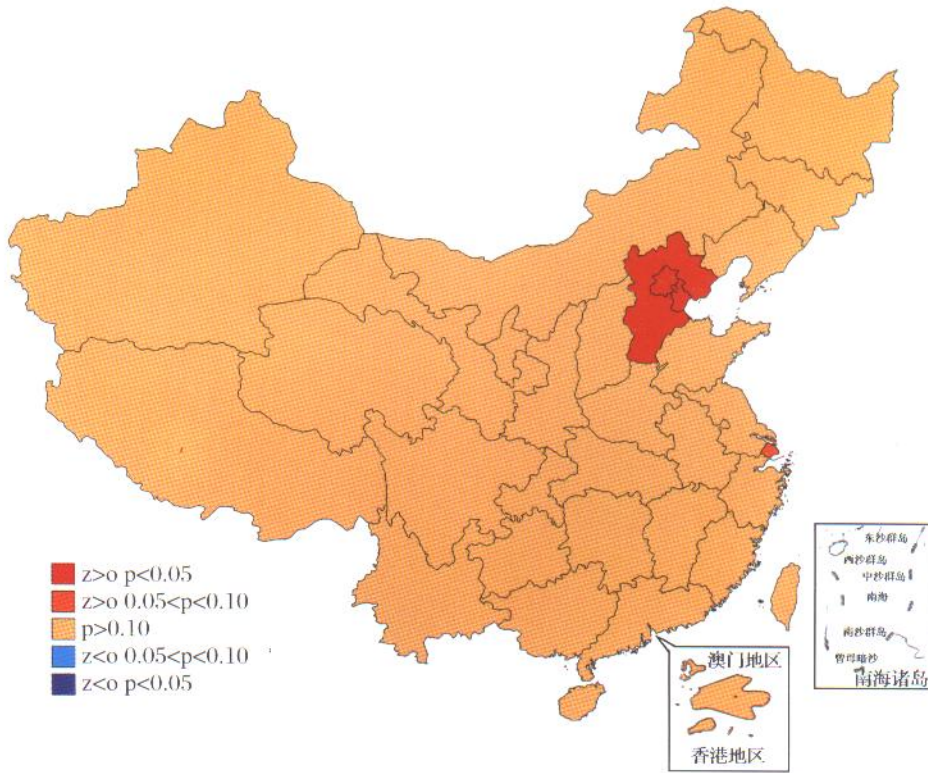 z>o p<0.05
z>o 0.05<p<0.10
p>0.10
z<o 0.05<p<0.10
z<o p<0.05
澳门地区
香港地区
东沙群岛
西沙群岛
中沙群岛
南海
南沙群岛
曾母暗沙
南海诸岛